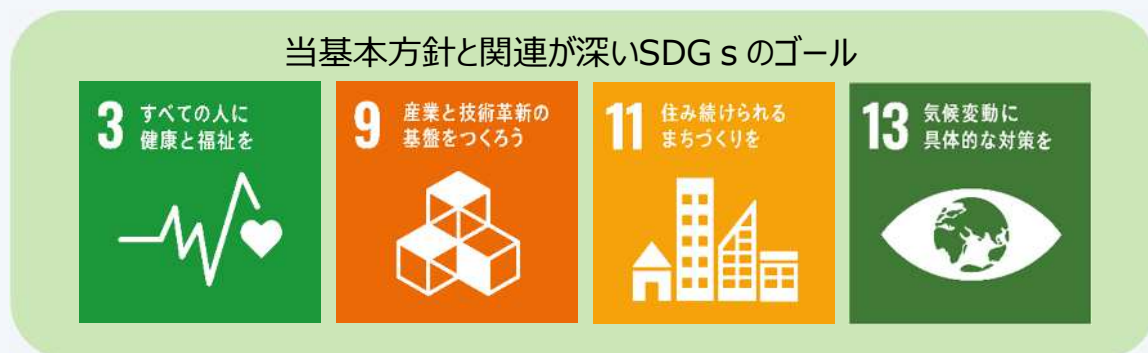 当基本方針と関連が深いSDGｓのゴール
3 すべての人に
健康と福祉を
9 産業と技術革新の
基盤をつくろう
11 住み続けられる
まちづくりを
13 気候変動に
具体的な対策を